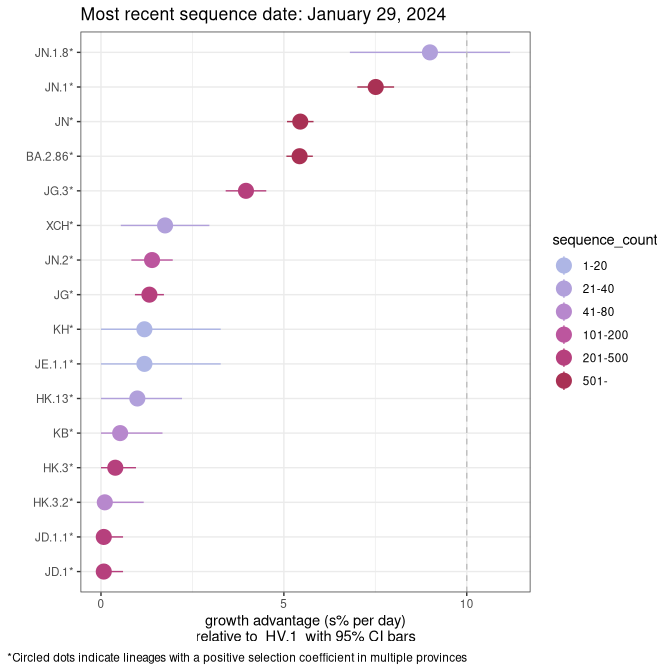 Most recent sequence date: January 29, 2024
JN.1.8*
JN.1*
JN*
BA.2.86*
JG.3*
XCH*
JN.2*
JG*
KH*
JE.1.1*
HK.13*
KB*
HK.3*
HK.3.2*
JD.1.1*
JD.1*
0 5 10
growth advantage (s% per day)
relative to HV.1 with 95% CI bars
sequence_count
1-20
21-40
41-80
101-200
201-500
501-
*Circled dots indicate lineages with a positive selection coefficient in multiple provinces